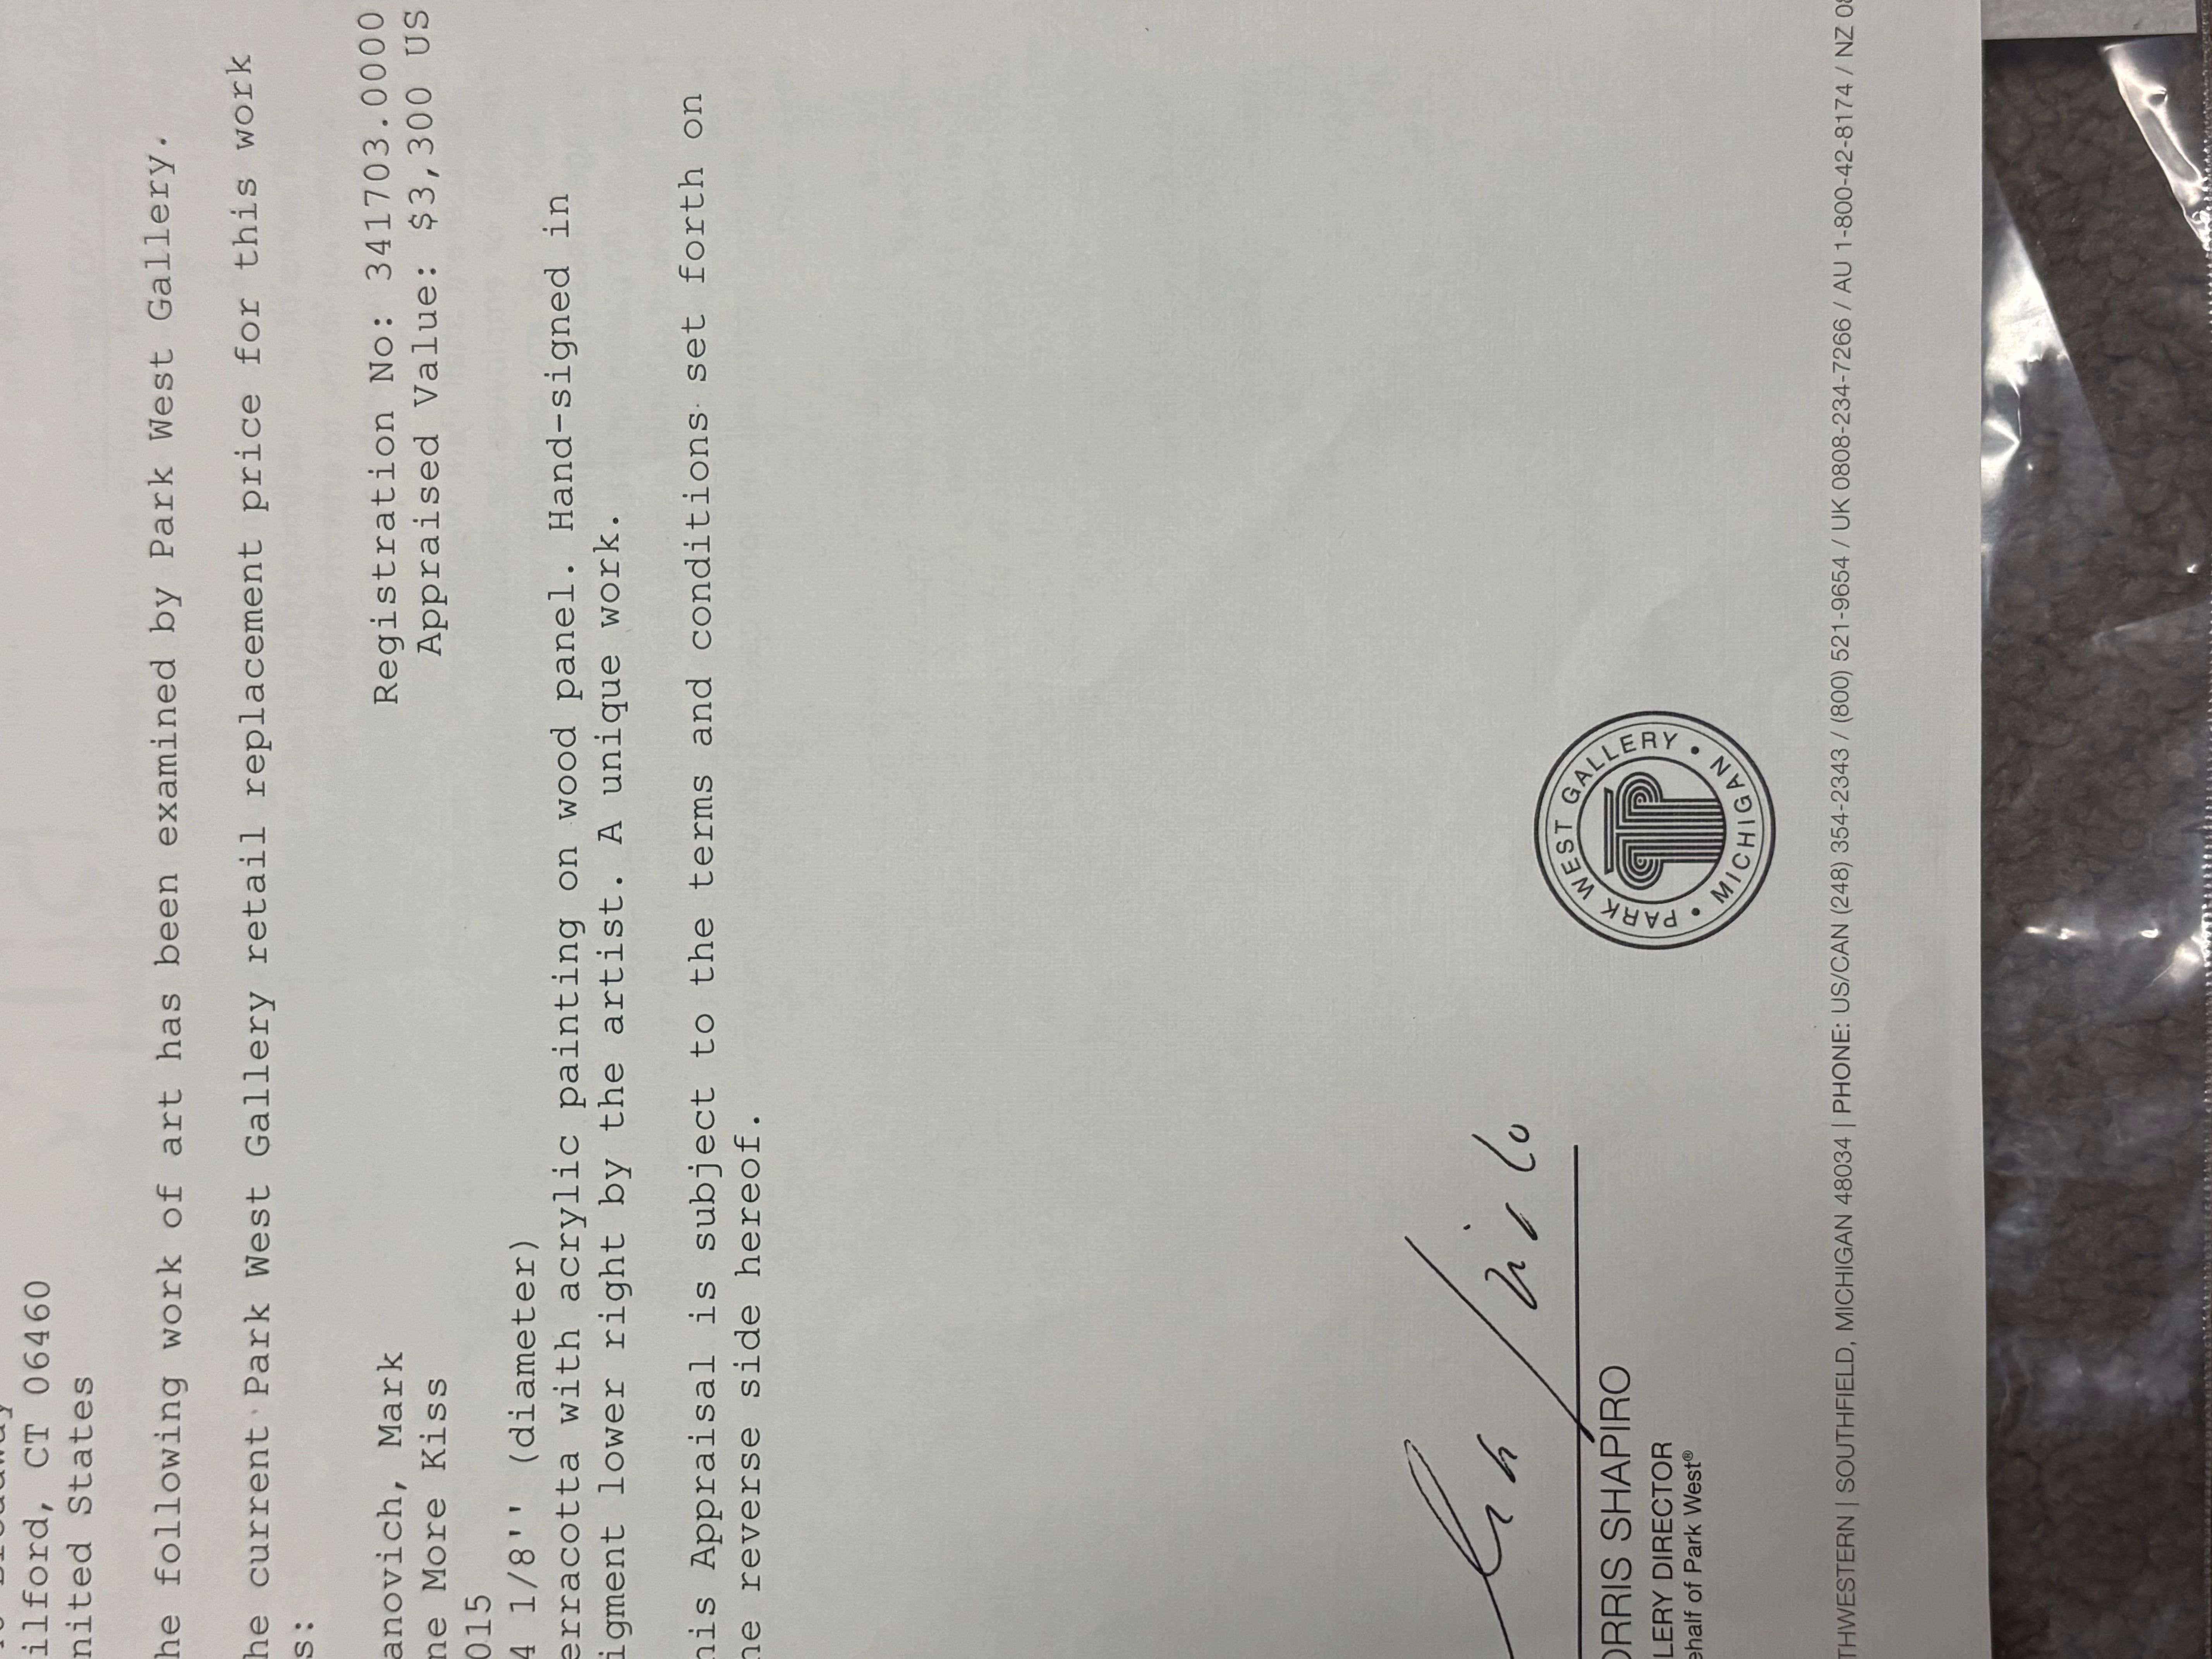 ilford, CT 06460
nited States
he following work of art has been examined by Park West Gallery.
he current Park West Gallery retail replacement price for this work
s:
Registration No: 341703.0000
anovich, Mark Appraised Value: $3,300 US
ne More Kiss
015
4 1/8'' (diameter)
erracotta with acrylic painting on wood panel. Hand-signed in
igment lower right by the artist. A unique work.
his Appraisal is subject to the terms and conditions set forth on
he reverse side hereof.
PARK WEST GALLERY • MICHIGAN •
ORRIS SHAPIRO
LERY DIRECTOR
ehalf of Park West®
THWESTERN | SOUTHFIELD, MICHIGAN 48034 | PHONE: US/CAN (248) 354-2343 / (800) 521-9654 / UK 0808-234-7266 / AU 1-800-42-8174 / NZ 08